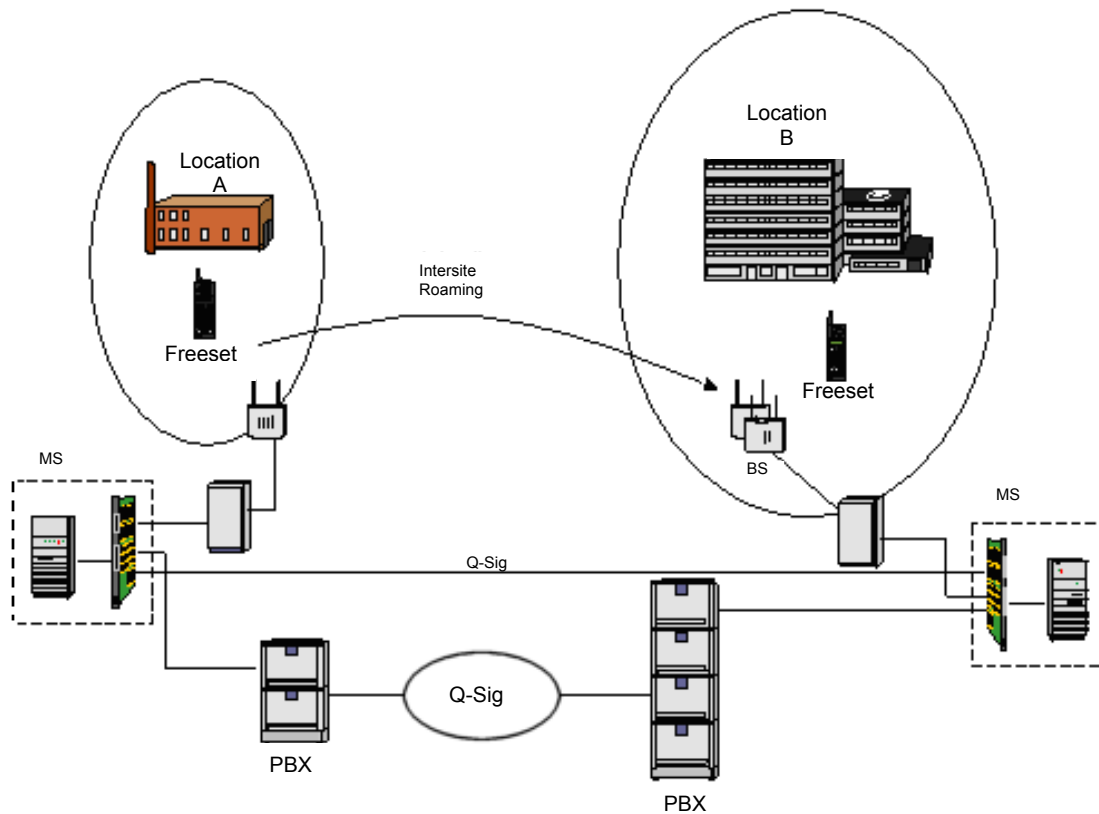 Location
A
Location
B
Intersite
Roaming
Freeset
Freeset
BS
MS
MS
Q-Sig
Q-Sig
PBX
PBX